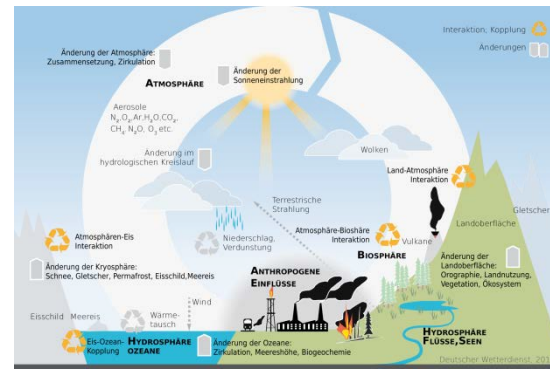 Interaktion, Kopplung
Änderungen
Änderung der Atmosphäre:
Zusammensetzung, Zirkulation
ATMOSPHÄRE
Änderung der
Sonneneinstrahlung
Aerosole
N₂,O₂,Ar,H₂O,CO₂,
CH₄, N₂O, O₃ etc.
Änderung im
hydrologischen Kreislauf
Wolken
Land-Atmosphäre
Interaktion
Gletscher
Terrestrische
Strahlung
Landoberfläche
Atmosphären-Eis
Interaktion
Niederschlag,
Verdunstung
Atmosphäre-Bioshäre
Interaktion
Vulkane
BIOSPHÄRE
Änderung der
Landoberfläche:
Orographie, Landnutzung,
Vegetation, Ökosystem
Änderung der Kryosphäre:
Schnee, Gletscher, Permafrost, Eisschild,Meereis
ANTHROPOGENE
EINFLÜSSE
Eisschild Meereis
Wärme-
tausch
Wind
Eis-Ozean-
Kopplung
HYDROSPHÄRE
OZEANE
Änderung der Ozeane:
Zirkulation, Meereshöhe, Biogeochemie
HYDROSPHÄRE
FLÜSSE,SEEN
Deutscher Wetterdienst, 201